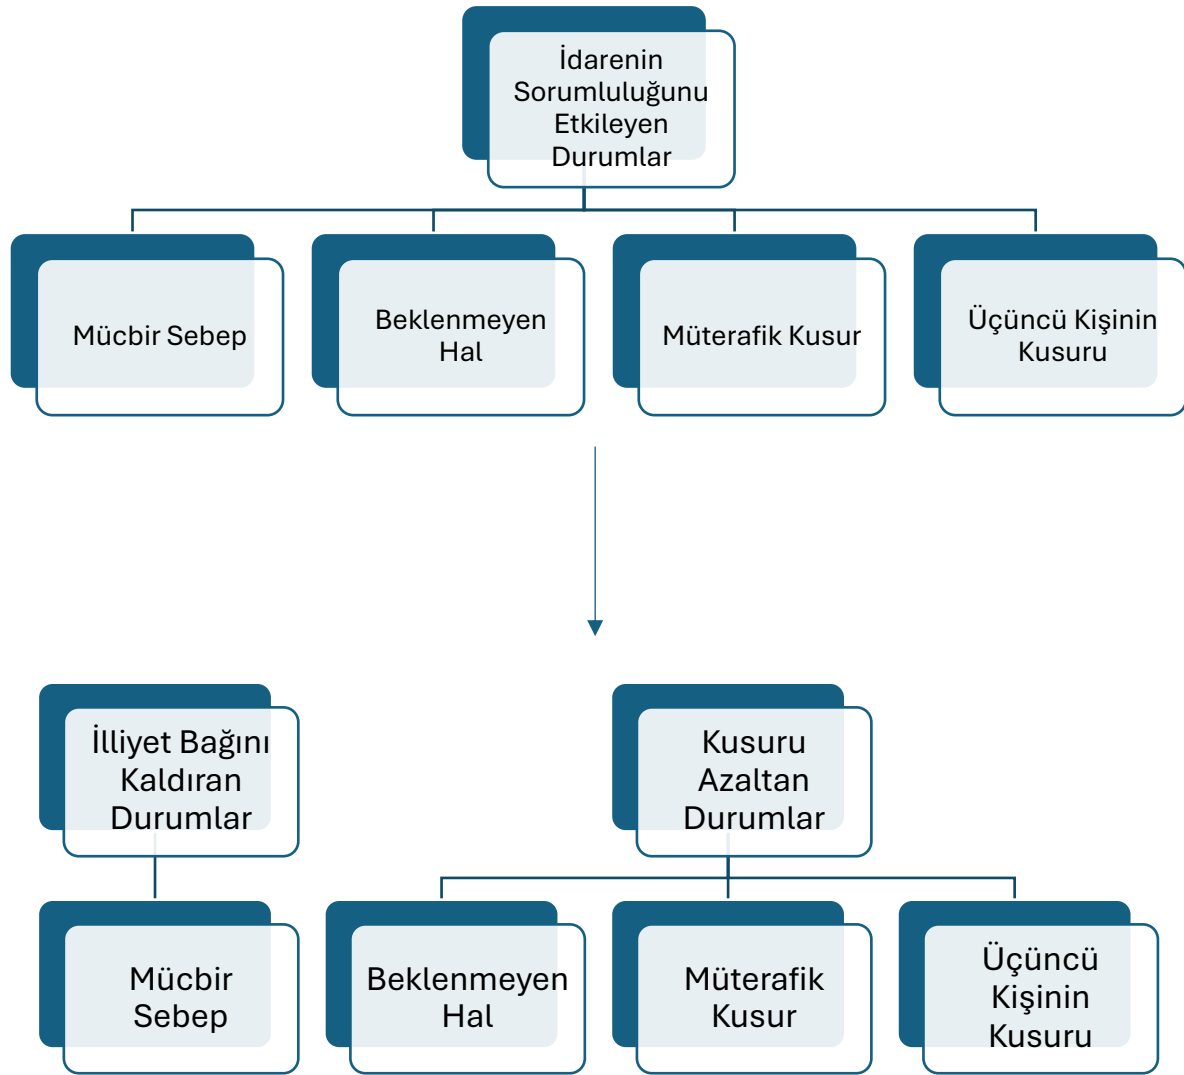 İdarenin
Sorumluluğunu
Etkileyen
Durumlar
Mücbir Sebep
Beklenmeyen
Hal
Müterafik Kusur
Üçüncü Kişinin
Kusuru
İlliyet Bağını
Kaldıran
Durumlar
Kusuru
Azaltan
Durumlar
Mücbir
Sebep
Beklenmeyen
Hal
Müterafik
Kusur
Üçüncü
Kişinin
Kusuru